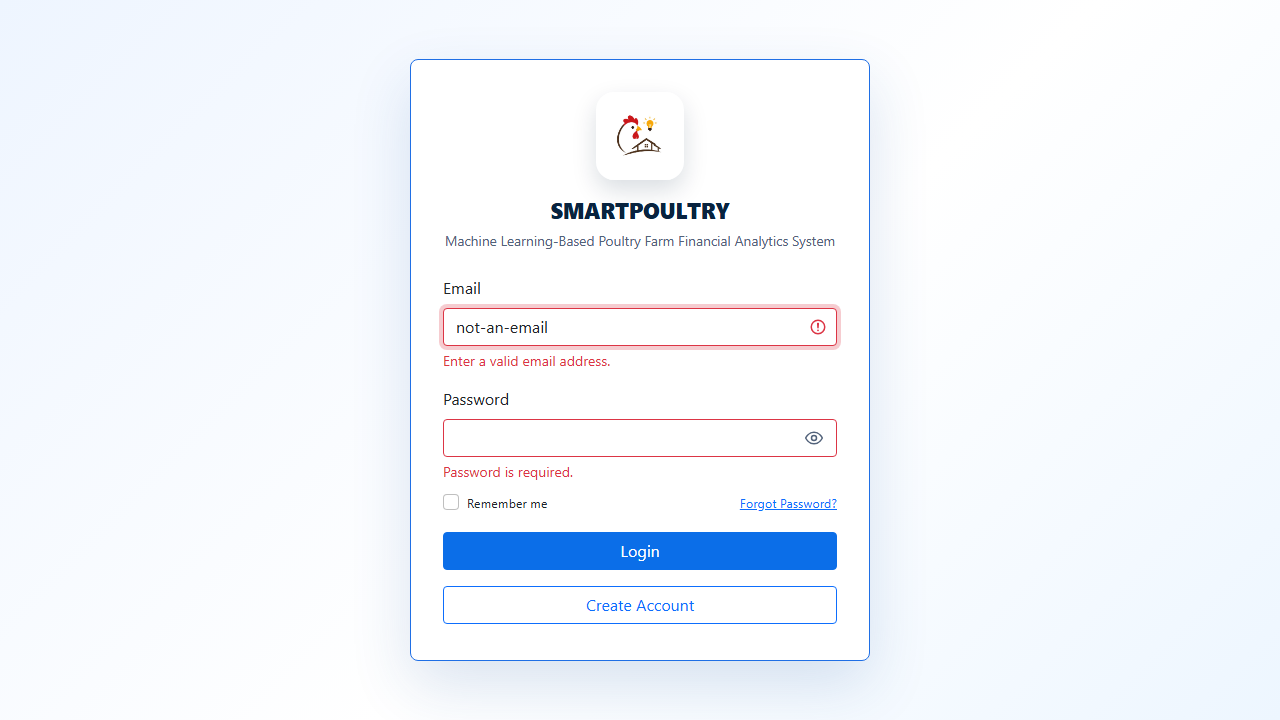 SMARTPOULTRY
Machine Learning-Based Poultry Farm Financial Analytics System
Email
not-an-email
Enter a valid email address.
Password
Password is required.
Remember me
Forgot Password?
Login
Create Account